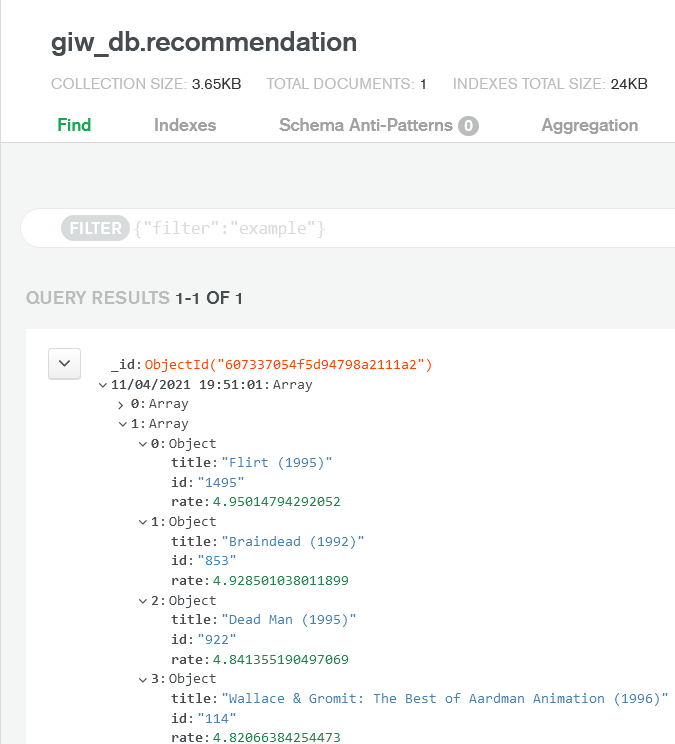 giw_db.recommendation
COLLECTION SIZE: 3.65KB TOTAL DOCUMENTS: 1 INDEXES TOTAL SIZE: 24KB
Find Indexes Schema Anti-Patterns 0 Aggregation
FILTER {"filter":"example"}
QUERY RESULTS 1-1 OF 1
_id:ObjectId("607337054f5d94798a2111a2")
11/04/2021 19:51:01:Array
0:Array
1:Array
0:Object
title:"Flirt (1995)"
id:"1495"
rate:4.95014794292052
1:Object
title:"Braindead (1992)"
id:"853"
rate:4.928501038011899
2:Object
title:"Dead Man (1995)"
id:"922"
rate:4.841355190497069
3:Object
title:"Wallace & Gromit: The Best of Aardman Animation (1996)"
id:"114"
rate:4.82066384254473